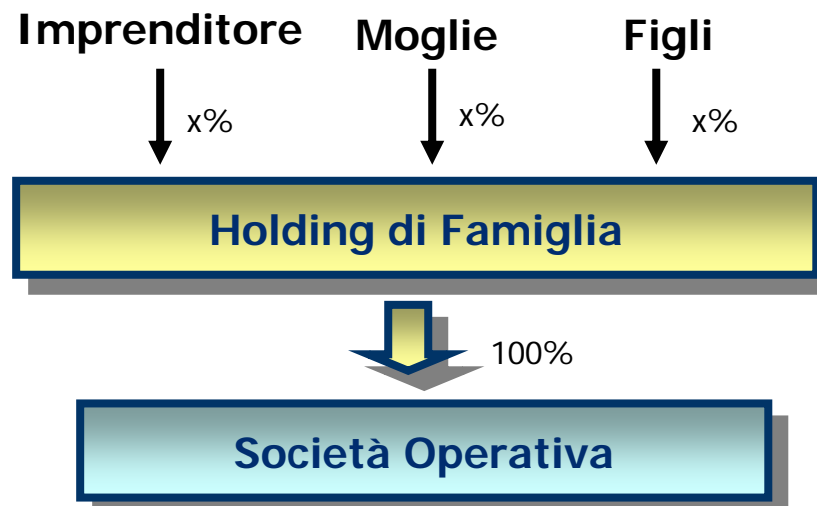 Imprenditore Moglie Figli
x% x% x%
Holding di Famiglia
100%
Società Operativa